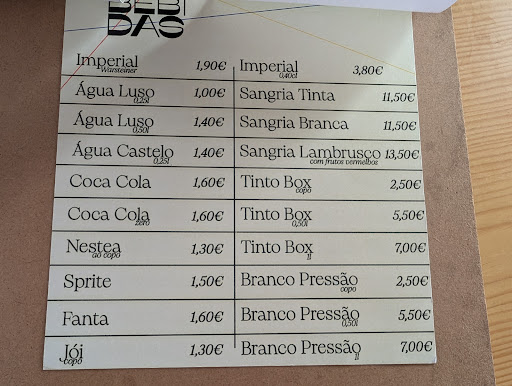 BEBI
DAS
Imperial 1,90€
Warsteiner
Água Luso 1,00€
0,25l
Água Luso 1,40€
0,50l
Água Castelo 1,40€
0,25l
Coca Cola 1,60€
Coca Cola 1,60€
zero
Nestea 1,30€
ao copo
Sprite 1,50€
Fanta 1,60€
Jói 1,30€
copo
Imperial 3,80€
0,40cl
Sangria Tinta 11,50€
Sangria Branca 11,50€
Sangria Lambrusco 13,50€
com frutos vermelhos
Tinto Box 2,50€
copo
Tinto Box 5,50€
0,50l
Tinto Box 7,00€
1l
Branco Pressão 2,50€
copo
Branco Pressão 5,50€
0,50l
Branco Pressão 7,00€
1l